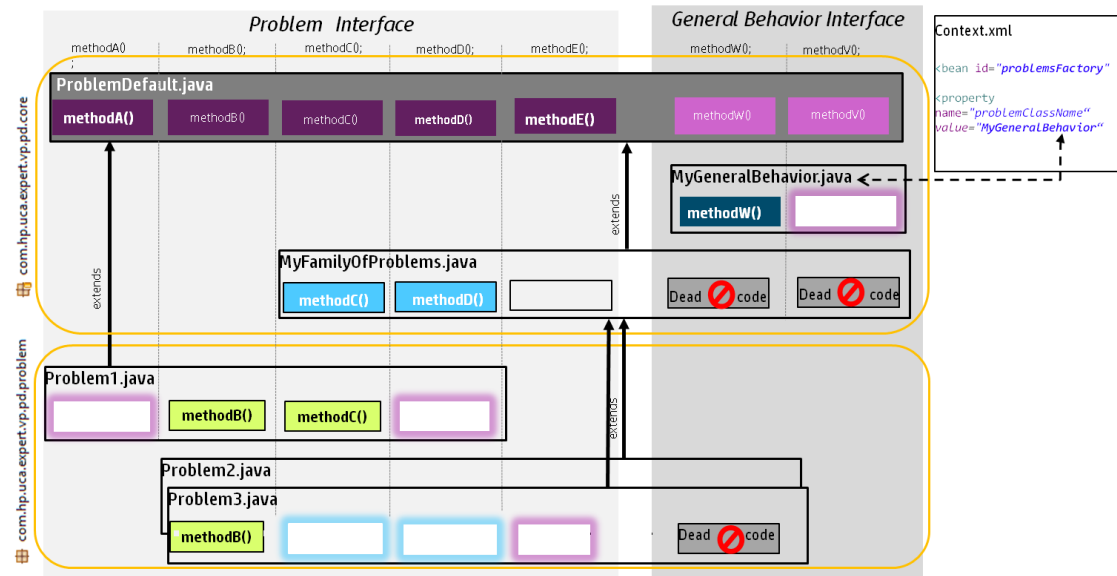 Problem Interface
General Behavior Interface
methodA()
;
methodB();
methodC();
methodD();
methodE();
methodW();
methodV();
Context.xml
<bean id="problemsFactory"
<property
name="problemClassName“
value="MyGeneralBehavior“
com.hp.uca.expert.vp.pd.core
ProblemDefault.java
methodA()
methodB()
methodC()
methodD()
methodE()
methodW()
methodV()
MyGeneralBehavior.java
methodW()
extends
extends
MyFamilyOfProblems.java
methodC()
methodD()
Dead code
Dead code
com.hp.uca.expert.vp.pd.problem
Problem1.java
methodB()
methodC()
extends
Problem2.java
Problem3.java
methodB()
Dead code